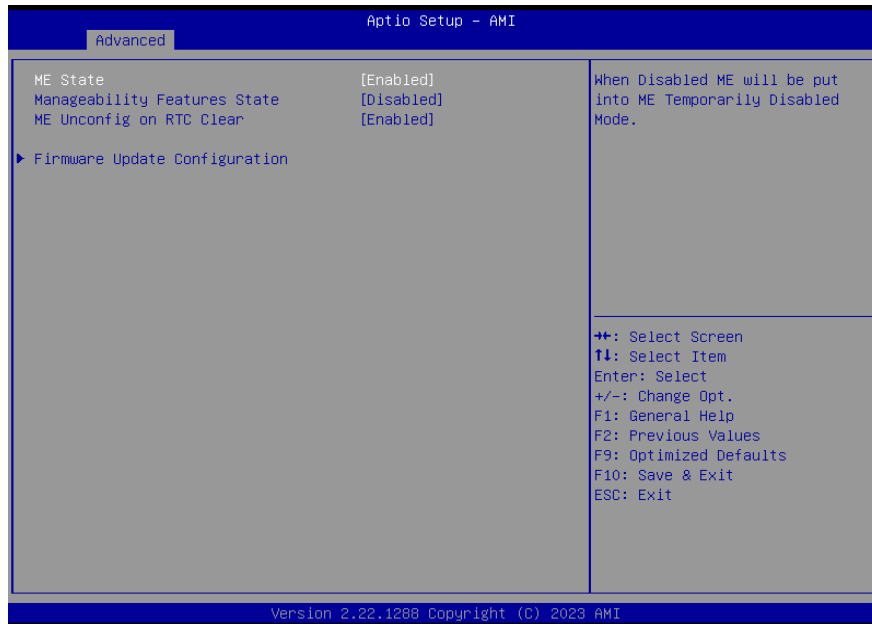 Aptio Setup – AMI
Advanced
ME State [Enabled]
Manageability Features State [Disabled]
ME Unconfig on RTC Clear [Enabled]
Firmware Update Configuration
When Disabled ME will be put
into ME Temporarily Disabled
Mode.
→←: Select Screen
↑↓: Select Item
Enter: Select
+/-: Change Opt.
F1: General Help
F2: Previous Values
F9: Optimized Defaults
F10: Save & Exit
ESC: Exit
Version 2.22.1288 Copyright (C) 2023 AMI